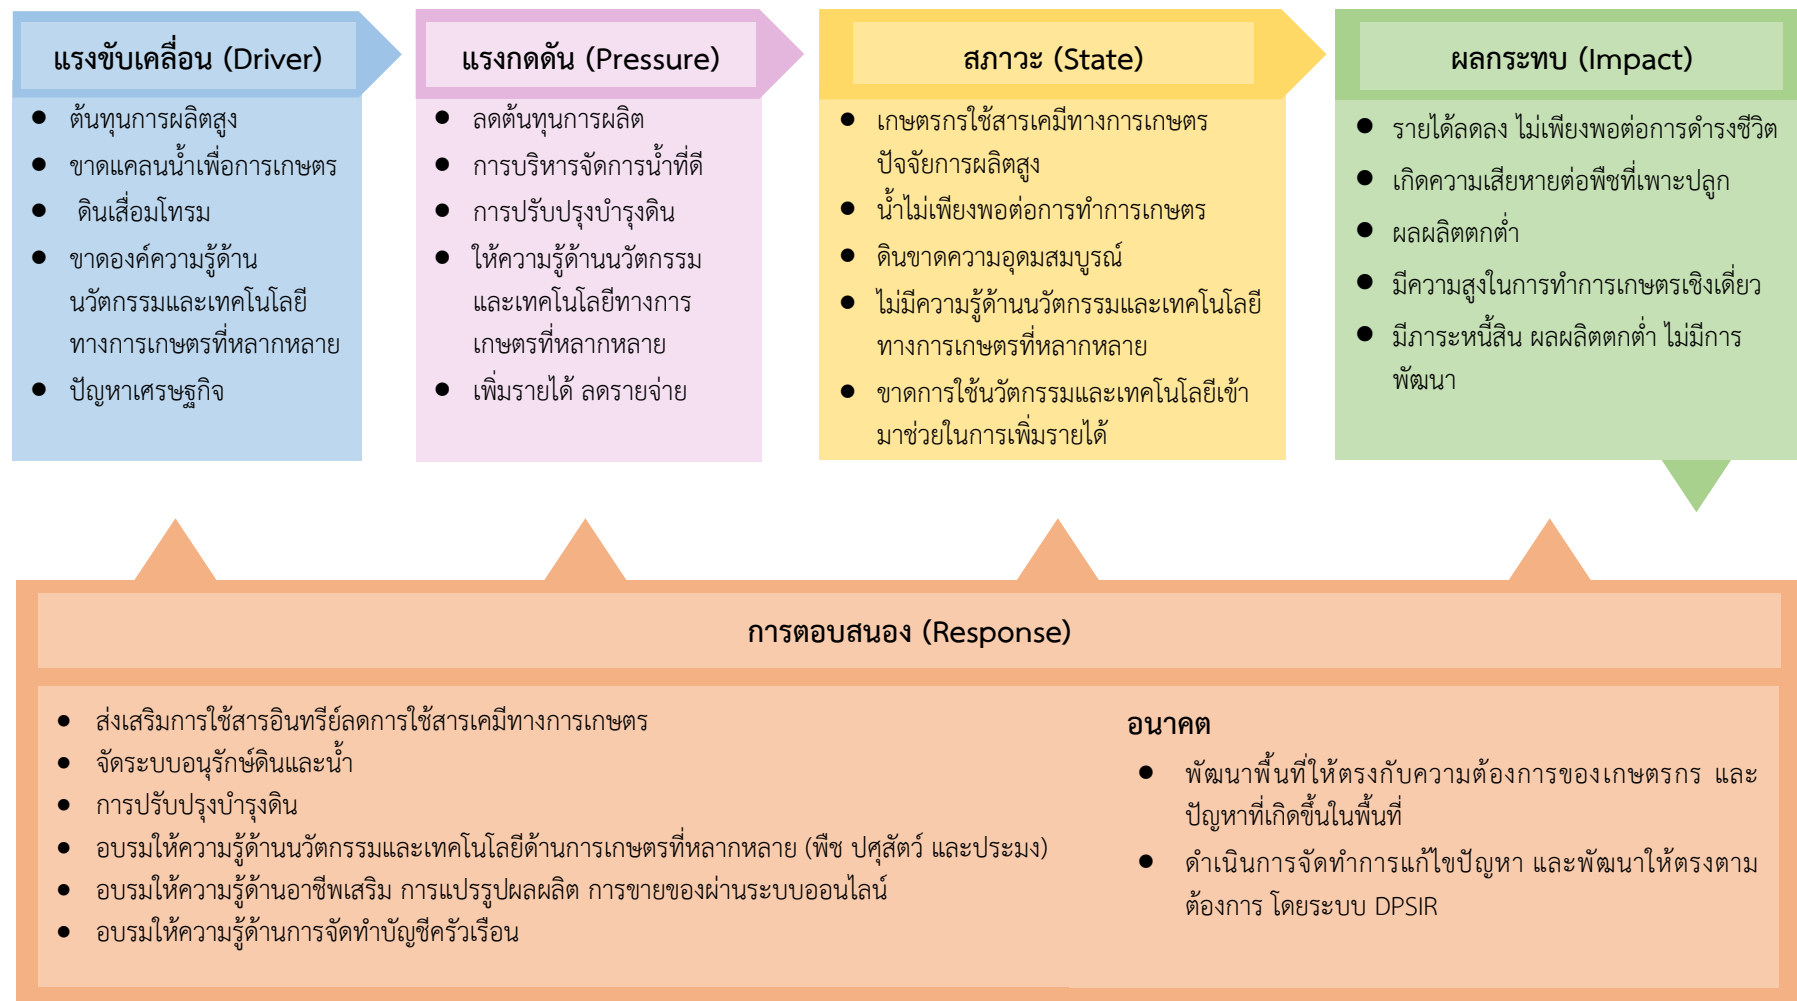 แรงขับเคลื่อน (Driver)
● ต้นทุนการผลิตสูง
● ขาดแคลนน้ำเพื่อการเกษตร
● ดินเสื่อมโทรม
● ขาดองค์ความรู้ด้าน
นวัตกรรมและเทคโนโลยี
ทางการเกษตรที่หลากหลาย
● ปัญหาเศรษฐกิจ
แรงกดดัน (Pressure)
● ลดต้นทุนการผลิต
● การบริหารจัดการน้ำที่ดี
● การปรับปรุงบำรุงดิน
● ให้ความรู้ด้านนวัตกรรม
และเทคโนโลยีทางการ
เกษตรที่หลากหลาย
● เพิ่มรายได้ ลดรายจ่าย
สภาวะ (State)
● เกษตรกรใช้สารเคมีทางการเกษตร
ปัจจัยการผลิตสูง
● น้ำไม่เพียงพอต่อการทำการเกษตร
● ดินขาดความอุดมสมบูรณ์
● ไม่มีความรู้ด้านนวัตกรรมและเทคโนโลยี
ทางการเกษตรที่หลากหลาย
● ขาดการใช้นวัตกรรมและเทคโนโลยีเข้า
มาช่วยในการเพิ่มรายได้
ผลกระทบ (Impact)
● รายได้ลดลง ไม่เพียงพอต่อการดำรงชีวิต
● เกิดความเสียหายต่อพืชที่เพาะปลูก
● ผลผลิตตกต่ำ
● มีความสูงในการทำการเกษตรเชิงเดี่ยว
● มีภาระหนี้สิน ผลผลิตตกต่ำ ไม่มีการ
พัฒนา
การตอบสนอง (Response)
● ส่งเสริมการใช้สารอินทรีย์ลดการใช้สารเคมีทางการเกษตร
● จัดระบบอนุรักษ์ดินและน้ำ
● การปรับปรุงบำรุงดิน
● อบรมให้ความรู้ด้านนวัตกรรมและเทคโนโลยีด้านการเกษตรที่หลากหลาย (พืช ปศุสัตว์ และประมง)
● อบรมให้ความรู้ด้านอาชีพเสริม การแปรรูปผลผลิต การขายของผ่านระบบออนไลน์
● อบรมให้ความรู้ด้านการจัดทำบัญชีครัวเรือน
อนาคต
● พัฒนาพื้นที่ให้ตรงกับความต้องการของเกษตรกร และ
ปัญหาที่เกิดขึ้นในพื้นที่
● ดำเนินการจัดทำการแก้ไขปัญหา และพัฒนาให้ตรงตาม
ต้องการ โดยระบบ DPSIR